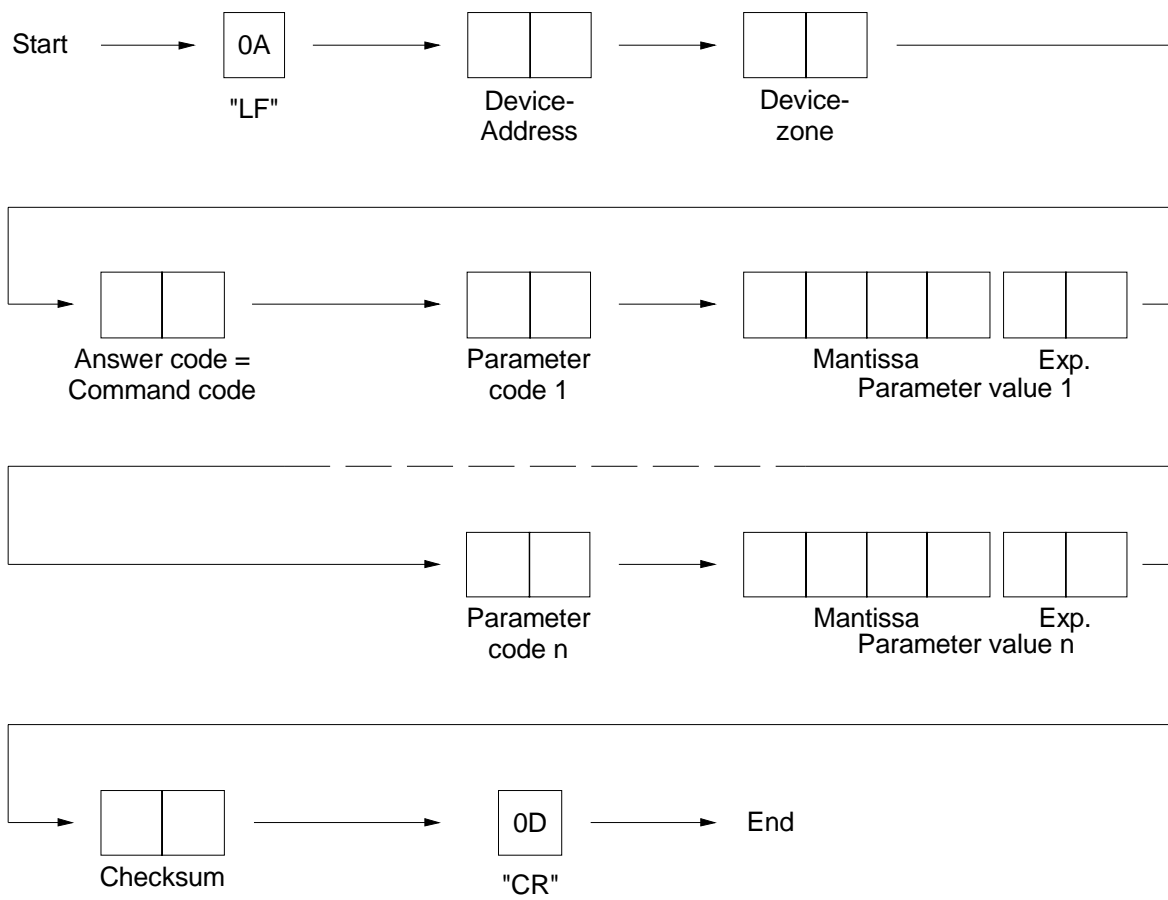 Start
0A
"LF"
Device-
Address
Device-
zone
Answer code =
Command code
Parameter
code 1
Mantissa
Exp.
Parameter value 1
Parameter
code n
Mantissa
Exp.
Parameter value n
Checksum
0D
"CR"
End